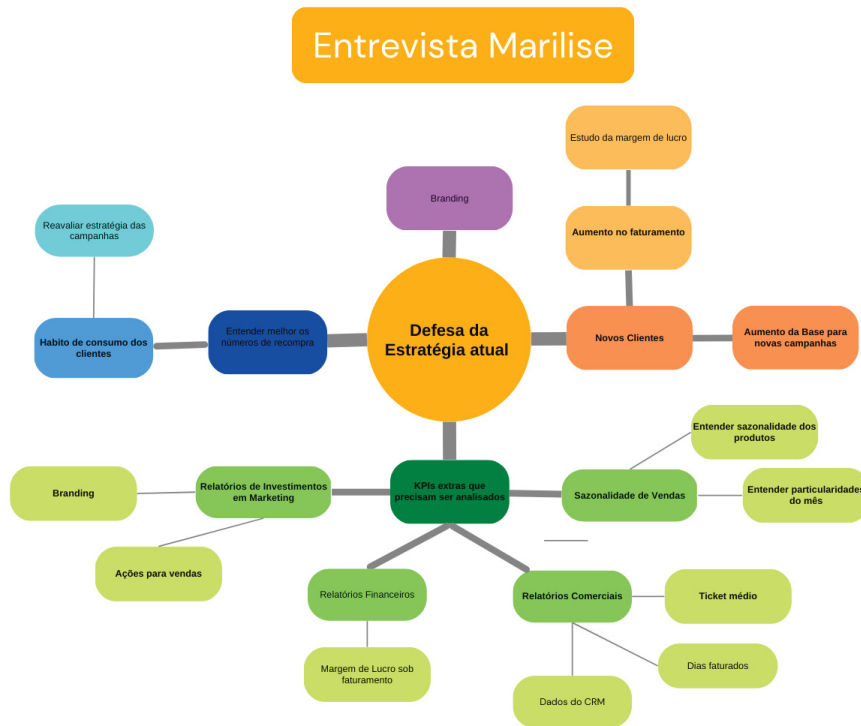 Entrevista Marilise
Estudo da margem de lucro
Branding
Reavaliar estratégia das
campanhas
Aumento no faturamento
Defesa da
Estratégia atual
Entender melhor os
números de recompra
Habito de consumo dos
clientes
Novos Clientes
Aumento da Base para
novas campanhas
Entender sazonalidade dos
produtos
KPIs extras que
precisam ser analisados
Relatórios de Investimentos
em Marketing
Branding
Sazonalidade de Vendas
Entender particularidades
do mês
Ações para vendas
Relatórios Financeiros
Relatórios Comerciais
Ticket médio
Margem de Lucro sob
faturamento
Dias faturados
Dados do CRM